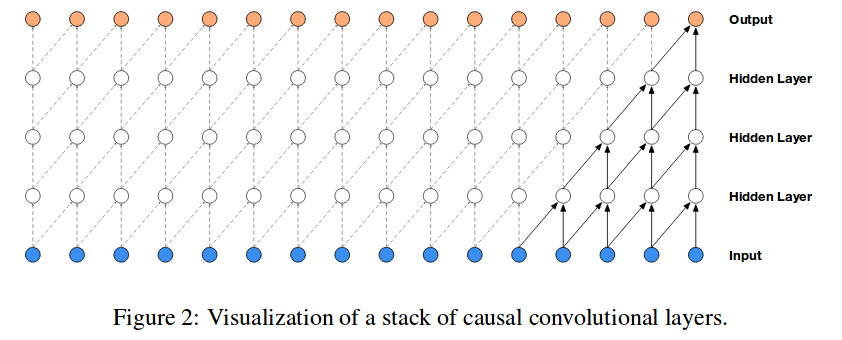 Output
Hidden Layer
Hidden Layer
Hidden Layer
Input
Figure 2: Visualization of a stack of causal convolutional layers.